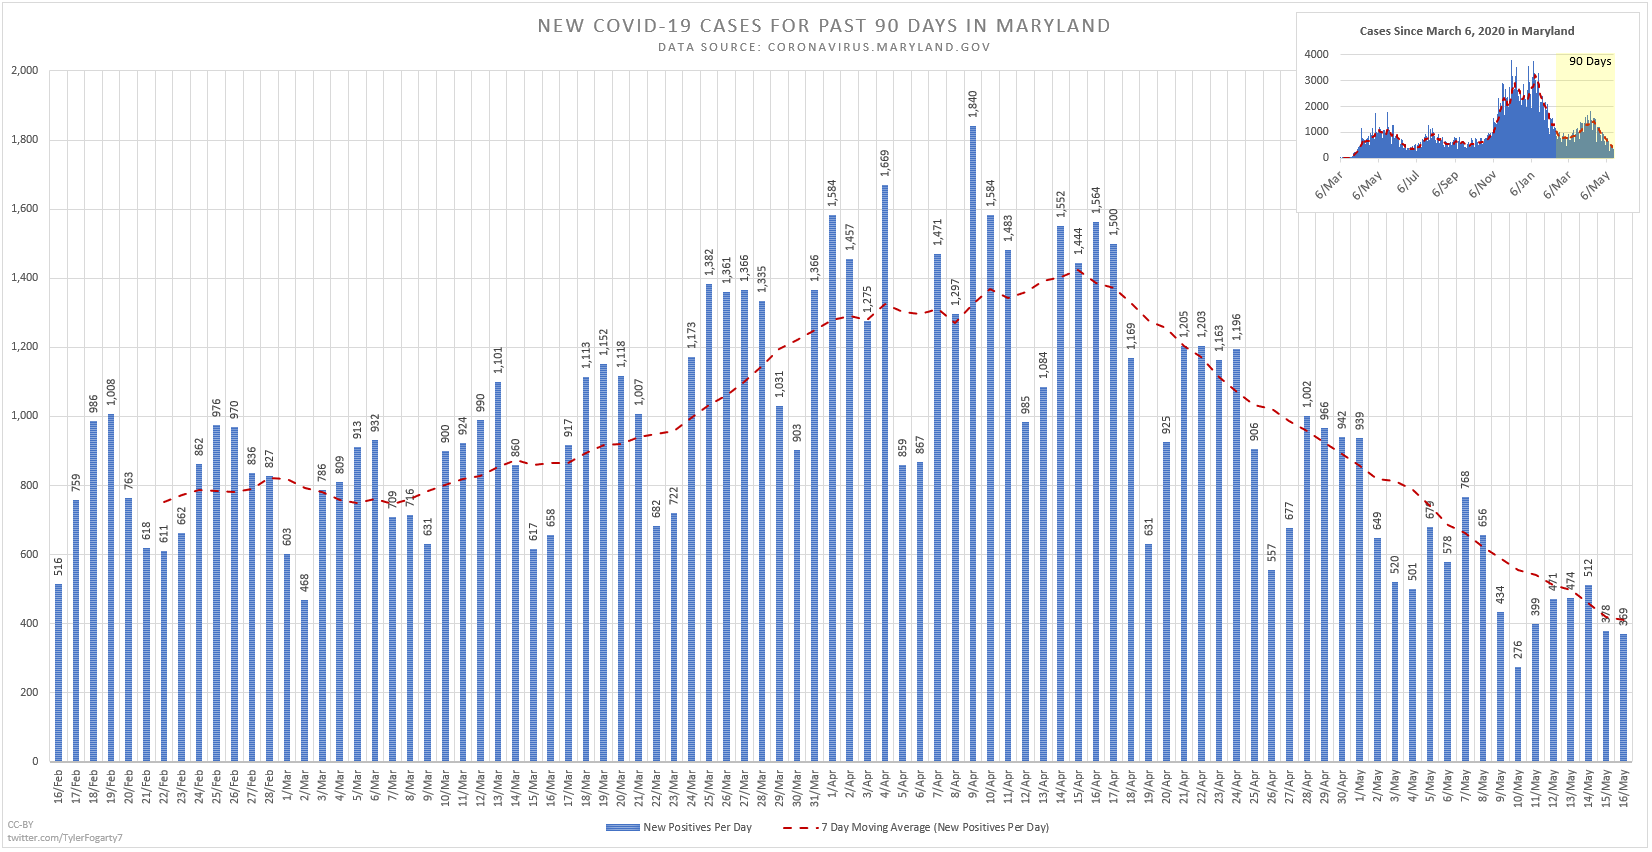 NEW COVID-19 CASES FOR PAST 90 DAYS IN MARYLAND
DATA SOURCE: CORONAVIRUS.MARYLAND.GOV
Cases Since March 6, 2020 in Maryland
90 Days
4000
3000
2000
1000
0
6/Mar 6/May 6/Jul 6/Sep 6/Nov 6/Jan 6/Mar 6/May
2,000
1,800
1,600
1,400
1,200
1,000
800
600
400
200
0
516 759 986 1,008 763 618 611 662 862 976 970 836 827 603 468 786 809 913 932 709 716 631 900 924 990 1,101 860 617 658 917 1,113 1,152 1,118 1,007 682 722 1,173 1,382 1,361 1,366 1,335 1,031 903 1,366 1,584 1,457 1,275 1,669 859 867 1,471 1,297 1,840 1,584 1,483 985 1,084 1,552 1,444 1,564 1,500 1,169 631 925 1,205 1,203 1,163 1,196 906 557 677 1,002 966 942 939 649 520 501 679 578 768 656 434 276 399 471 474 512 378 369
16/Feb 17/Feb 18/Feb 19/Feb 20/Feb 21/Feb 22/Feb 23/Feb 24/Feb 25/Feb 26/Feb 27/Feb 28/Feb 1/Mar 2/Mar 3/Mar 4/Mar 5/Mar 6/Mar 7/Mar 8/Mar 9/Mar 10/Mar 11/Mar 12/Mar 13/Mar 14/Mar 15/Mar 16/Mar 17/Mar 18/Mar 19/Mar 20/Mar 21/Mar 22/Mar 23/Mar 24/Mar 25/Mar 26/Mar 27/Mar 28/Mar 29/Mar 30/Mar 31/Mar 1/Apr 2/Apr 3/Apr 4/Apr 5/Apr 6/Apr 7/Apr 8/Apr 9/Apr 10/Apr 11/Apr 12/Apr 13/Apr 14/Apr 15/Apr 16/Apr 17/Apr 18/Apr 19/Apr 20/Apr 21/Apr 22/Apr 23/Apr 24/Apr 25/Apr 26/Apr 27/Apr 28/Apr 29/Apr 30/Apr 1/May 2/May 3/May 4/May 5/May 6/May 7/May 8/May 9/May 10/May 11/May 12/May 13/May 14/May 15/May 16/May
New Positives Per Day
7 Day Moving Average (New Positives Per Day)
CC-BY
twitter.com/TylerFogarty7